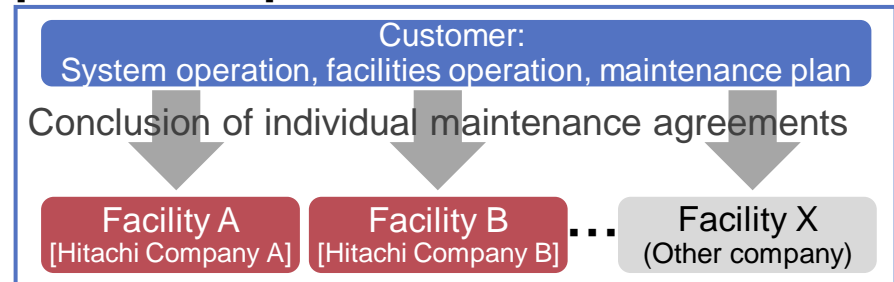 Customer:
System operation, facilities operation, maintenance plan
Conclusion of individual maintenance agreements
Facility A
[Hitachi Company A]
Facility B
[Hitachi Company B]
...
Facility X
(Other company)